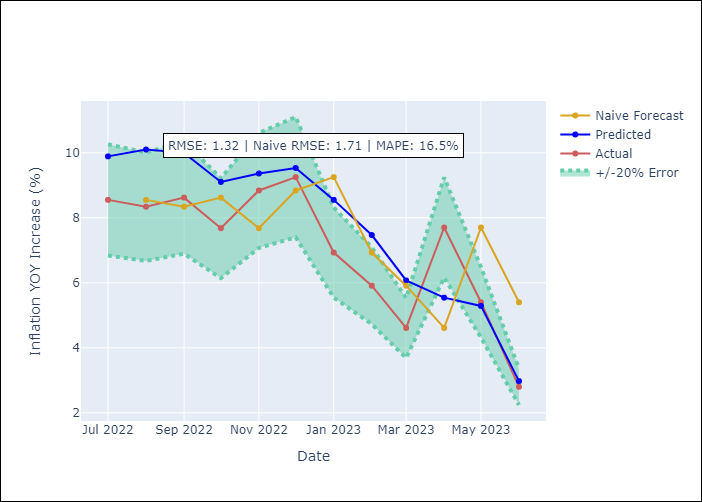 RMSE: 1.32 | Naive RMSE: 1.71 | MAPE: 16.5%
Naive Forecast
Predicted
Actual
+/-20% Error
Inflation YOY Increase (%)
10
8
6
4
2
Jul 2022 Sep 2022 Nov 2022 Jan 2023 Mar 2023 May 2023
Date